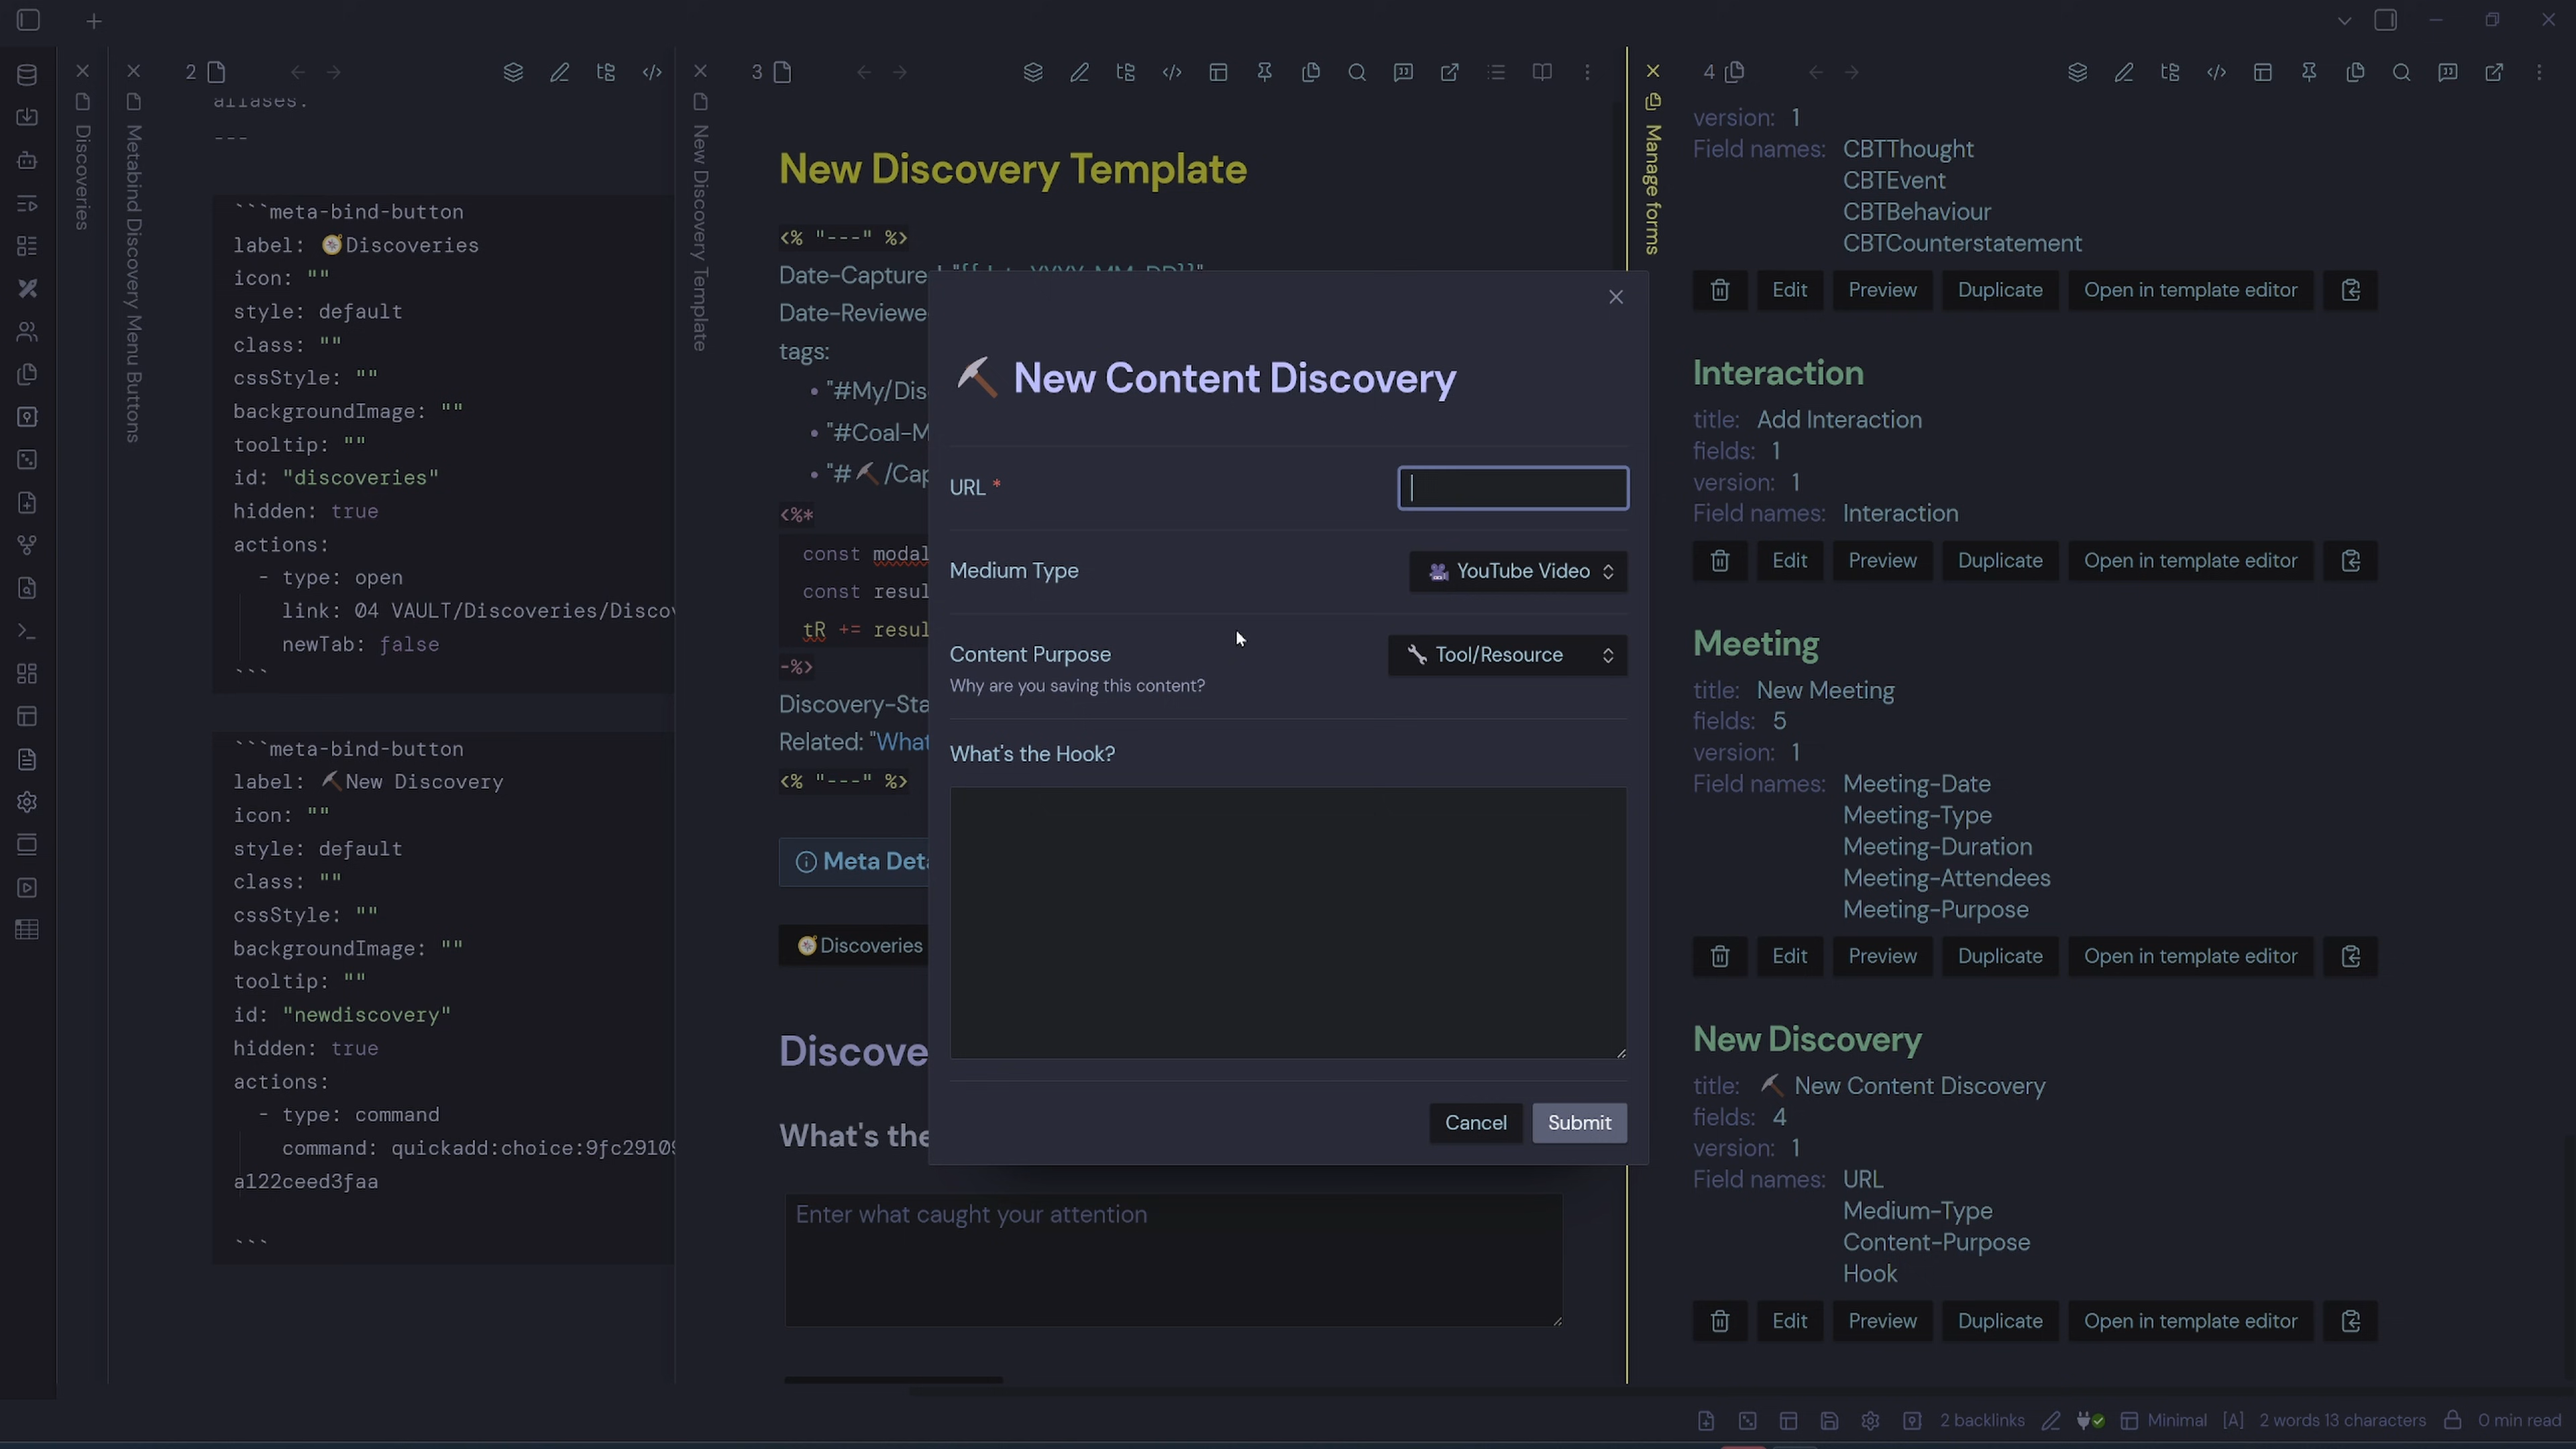 Discoveries
Metabind Discovery Menu Buttons
2
aliases:
---
```meta-bind-button
label: 🧭Discoveries
icon: ""
style: default
class: ""
cssStyle: ""
backgroundImage: ""
tooltip: ""
id: "discoveries"
hidden: true
actions:
- type: open
link: 04 VAULT/Discoveries/Disco
newTab: false
```
```meta-bind-button
label: ⛏️New Discovery
icon: ""
style: default
class: ""
cssStyle: ""
backgroundImage: ""
tooltip: ""
id: "newdiscovery"
hidden: true
actions:
- type: command
command: quickadd:choice:9fc29109
a122ceed3faa
```
New Discovery Template
3
New Discovery Template
<% "---" %>
Date-Capture
Date-Reviewe
tags:
• "#My/Dis
• "#Coal-M
• "#⛏️/Cap
<%*
const modal
const resul
tR += resul
-%>
Discovery-Sta
Related: "What
<% "---" %>
Meta Deta
🧭Discoveries
Discove
What's the
Enter what caught your attention
⛏️ New Content Discovery
URL *
Medium Type
🎥 YouTube Video
Content Purpose
🔧 Tool/Resource
Why are you saving this content?
What's the Hook?
Cancel
Submit
Manage forms
4
version: 1
Field names: CBTThought
CBTEvent
CBTBehaviour
CBTCounterstatement
Edit Preview Duplicate Open in template editor
Interaction
title: Add Interaction
fields: 1
version: 1
Field names: Interaction
Edit Preview Duplicate Open in template editor
Meeting
title: New Meeting
fields: 5
version: 1
Field names: Meeting-Date
Meeting-Type
Meeting-Duration
Meeting-Attendees
Meeting-Purpose
Edit Preview Duplicate Open in template editor
New Discovery
title: ⛏️ New Content Discovery
fields: 4
version: 1
Field names: URL
Medium-Type
Content-Purpose
Hook
Edit Preview Duplicate Open in template editor
2 backlinks Minimal [A] 2 words 13 characters 0 min read